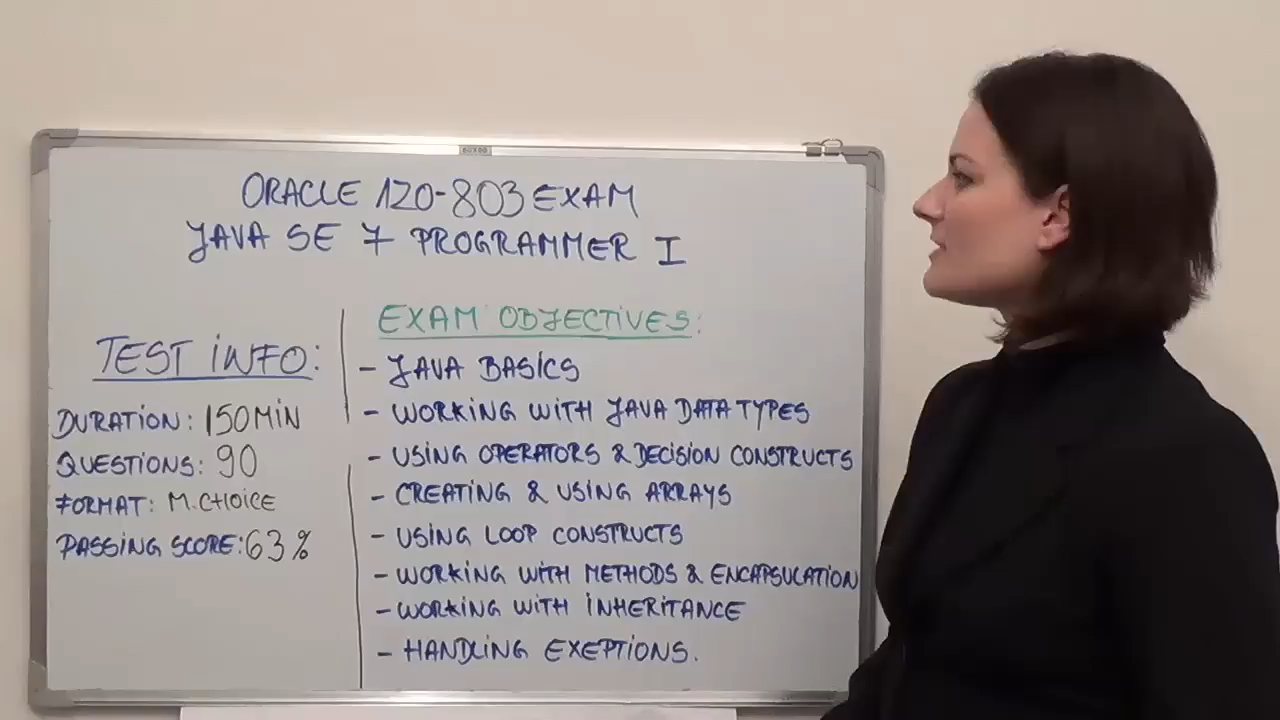 ORACLE 1Z0-803 EXAM
JAVA SE 7 PROGRAMMER I
TEST INFO:
DURATION: 150 MIN
QUESTIONS: 90
FORMAT: M. CHOICE
PASSING SCORE: 63 %
EXAM OBJECTIVES:
- JAVA BASICS
- WORKING WITH JAVA DATA TYPES
- USING OPERATORS & DECISION CONSTRUCTS
- CREATING & USING ARRAYS
- USING LOOP CONSTRUCTS
- WORKING WITH METHODS & ENCAPSULATION
- WORKING WITH INHERITANCE
- HANDLING EXEPTIONS.